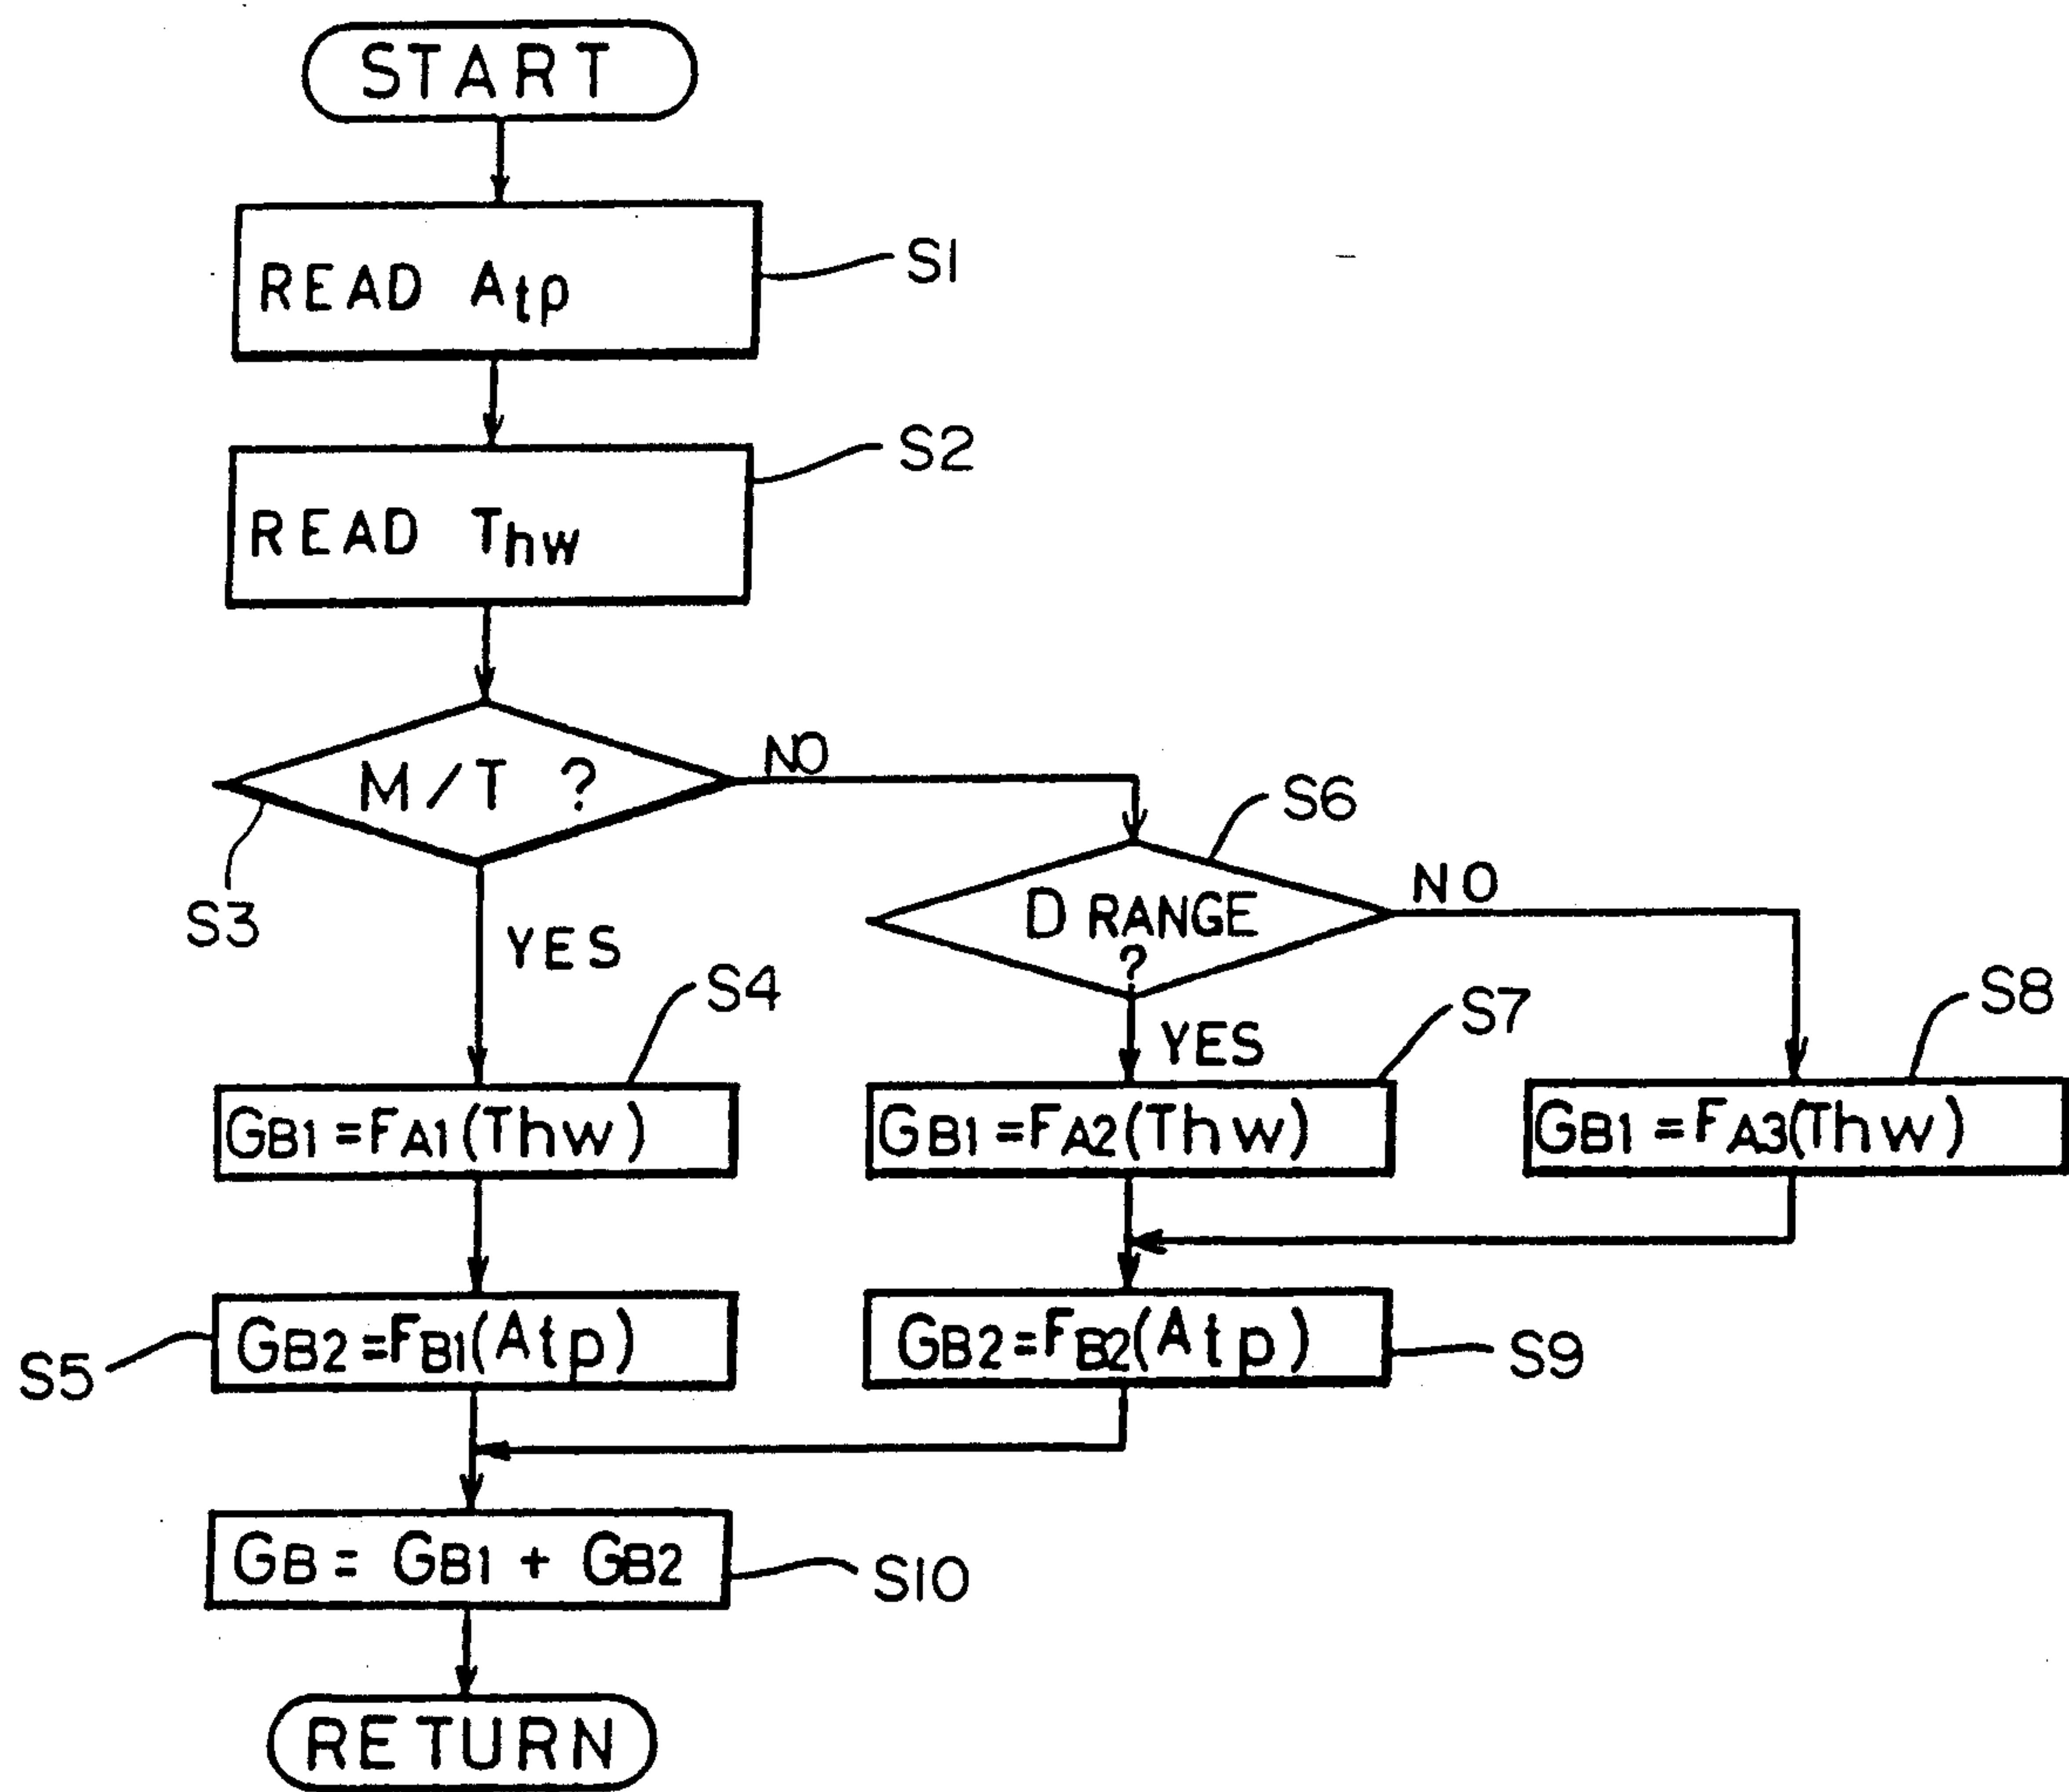 START
READ Atp
S1
READ Thw
S2
M/T ?
NO
S3
YES
S6
D RANGE
?
NO
YES
S4
GB1 = FA1(Thw)
S7
GB1 = FA2(Thw)
S8
GB1 = FA3(Thw)
S5
GB2 = FB1(Atp)
GB2 = FB2(Atp)
S9
GB = GB1 + GB2
S10
RETURN